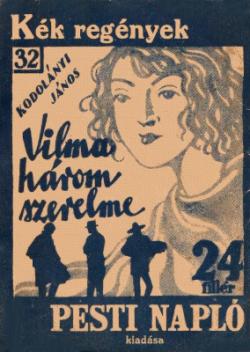 Kék regények
32
KODOLÁNYI
JÁNOS
Vilma
három
szerelme
24
fillér
PESTI NAPLÓ
kiadása